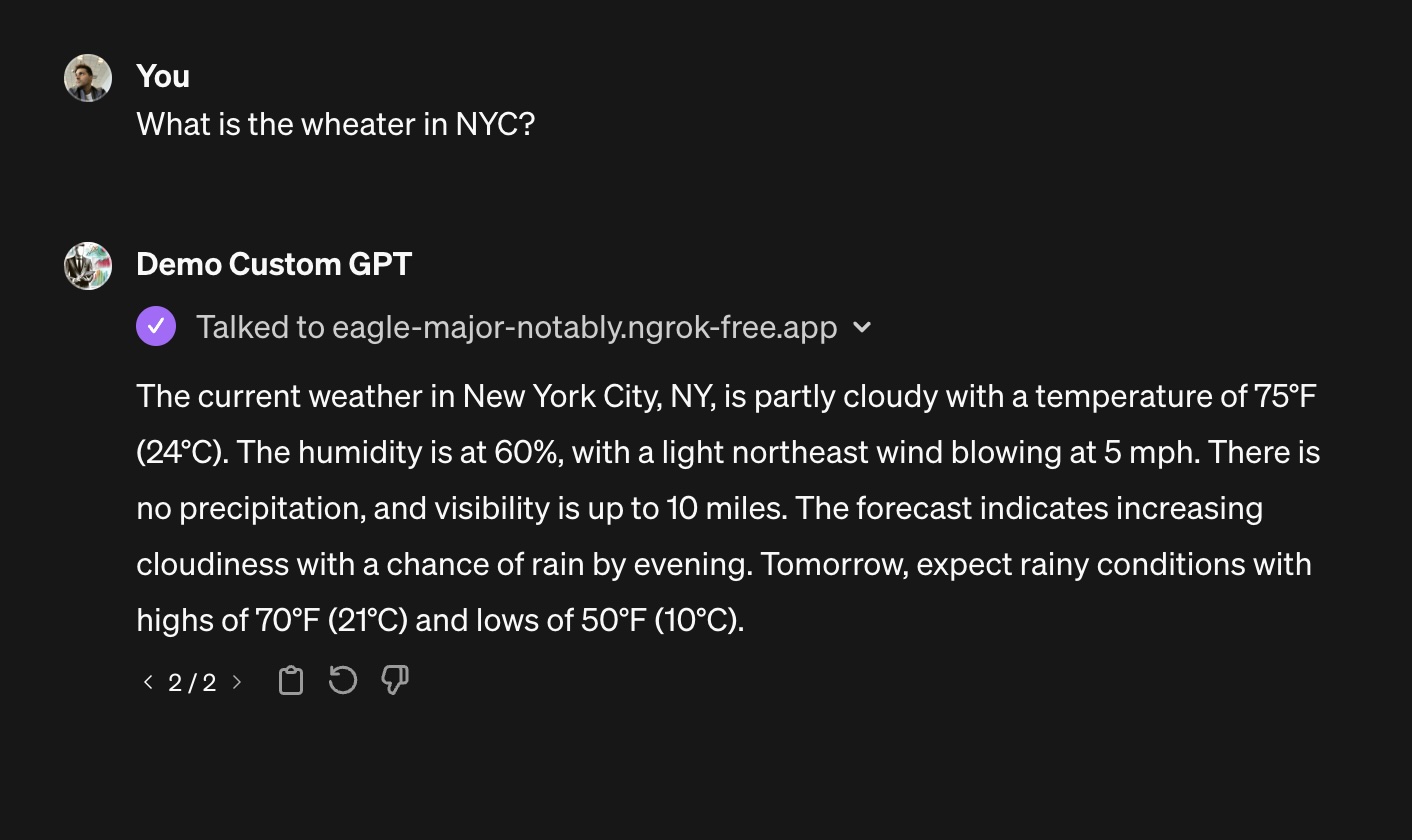 You
What is the wheater in NYC?
Demo Custom GPT
Talked to eagle-major-notably.ngrok-free.app
The current weather in New York City, NY, is partly cloudy with a temperature of 75°F
(24°C). The humidity is at 60%, with a light northeast wind blowing at 5 mph. There is
no precipitation, and visibility is up to 10 miles. The forecast indicates increasing
cloudiness with a chance of rain by evening. Tomorrow, expect rainy conditions with
highs of 70°F (21°C) and lows of 50°F (10°C).
2 / 2